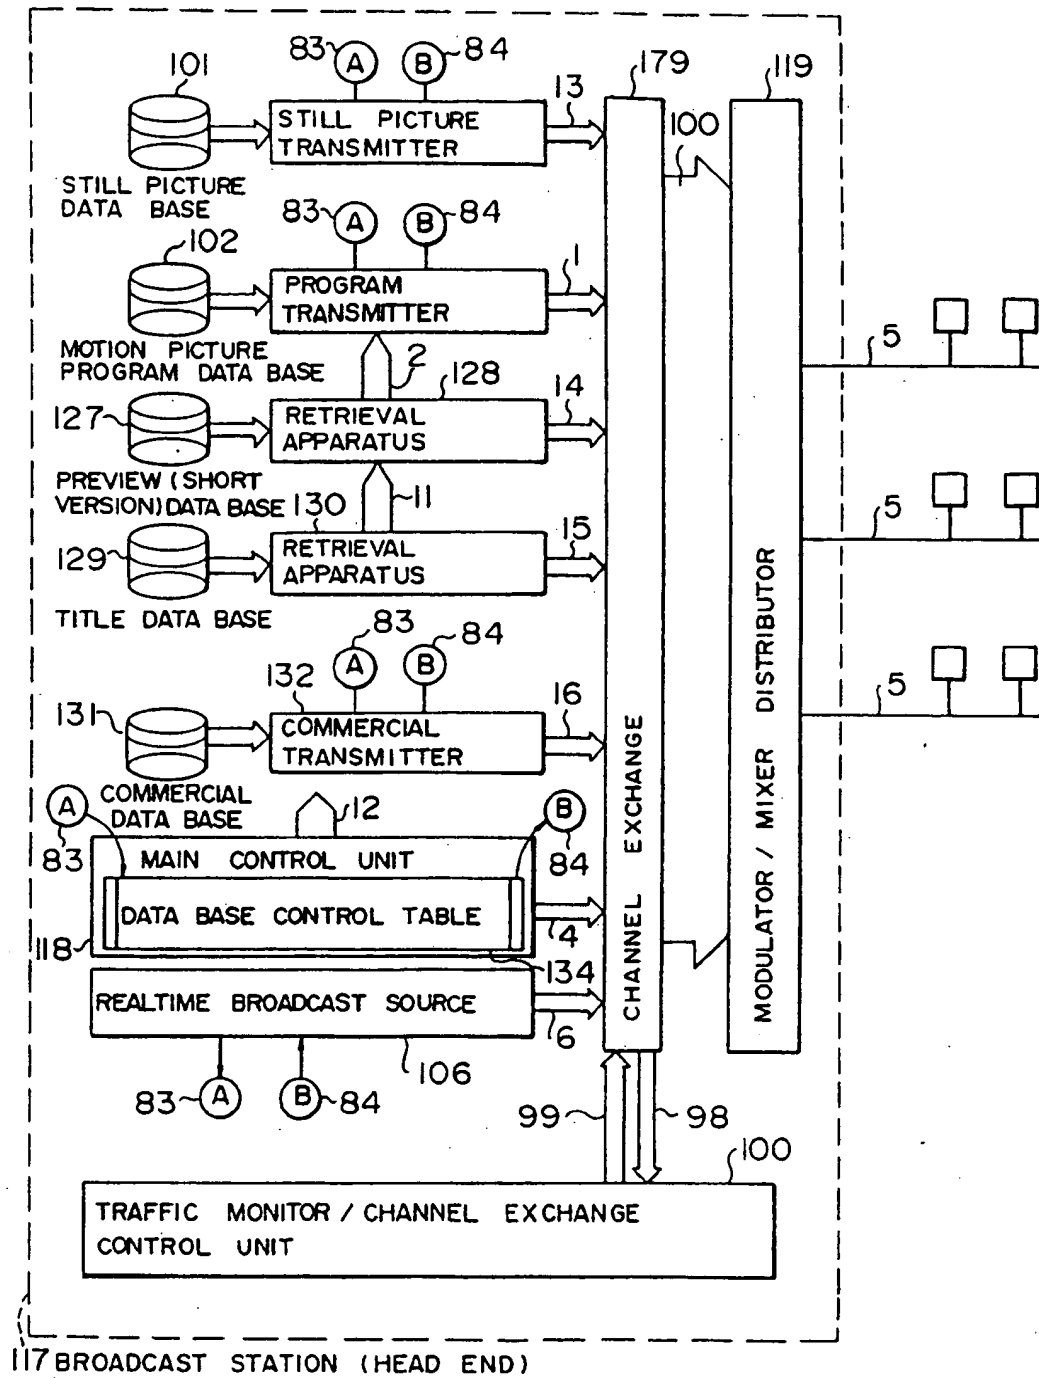 101
83
A
B
84
13
179
119
STILL PICTURE
TRANSMITTER
100
STILL PICTURE
DATA BASE
83
A
B
84
102
1
PROGRAM
TRANSMITTER
MOTION PICTURE
PROGRAM DATA BASE
2
128
14
5
127
RETRIEVAL
APPARATUS
PREVIEW (SHORT
VERSION) DATA BASE
130
11
15
5
129
RETRIEVAL
APPARATUS
TITLE DATA BASE
83
84
A
B
132
16
5
131
COMMERCIAL
TRANSMITTER
COMMERCIAL
DATA BASE
A
83
12
B
84
MAIN CONTROL UNIT
DATA BASE CONTROL TABLE
4
118
134
REALTIME BROADCAST SOURCE
6
106
83
A
B
84
CHANNEL EXCHANGE
MODULATOR / MIXER DISTRIBUTOR
99
98
100
TRAFFIC MONITOR / CHANNEL EXCHANGE
CONTROL UNIT
117 BROADCAST STATION (HEAD END)